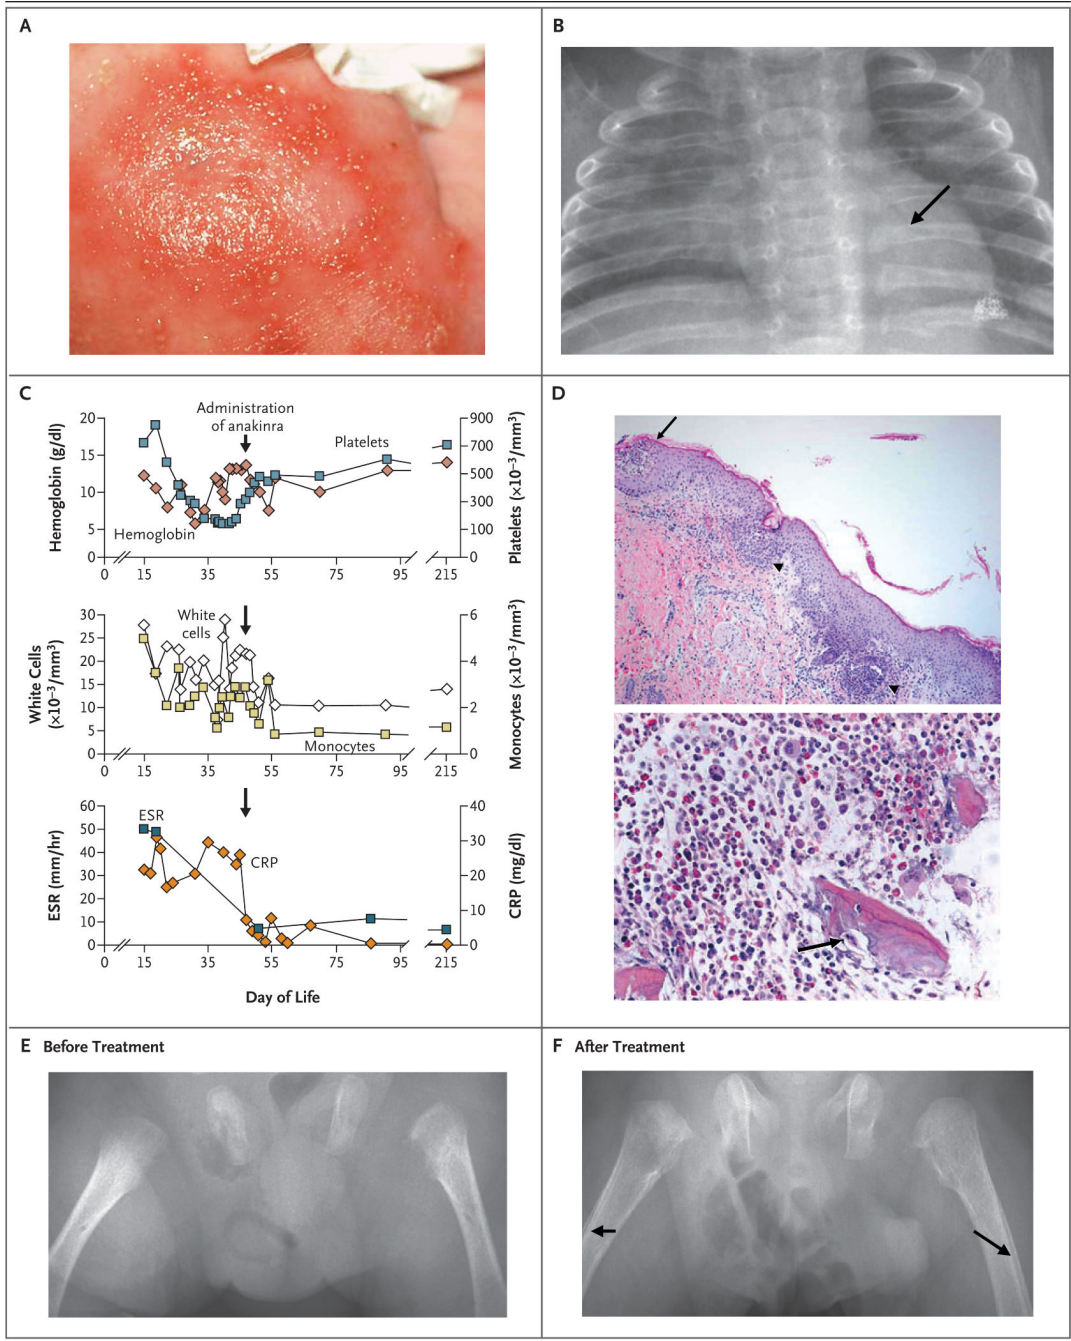 A
B
C
Administration
of anakinra
Platelets
Hemoglobin
Hemoglobin (g/dl)
20
15
10
5
0
Platelets (×10⁻³/mm³)
900
700
500
300
100
0
0 15 35 55 75 95 215
White
cells
Monocytes
White Cells
(×10⁻³/mm³)
30
25
20
15
10
5
0
Monocytes (×10⁻³/mm³)
6
4
2
0
0 15 35 55 75 95 215
ESR
CRP
ESR (mm/hr)
60
50
40
30
20
10
0
CRP (mg/dl)
40
30
20
10
0
0 15 35 55 75 95 215
Day of Life
D
E Before Treatment
F After Treatment